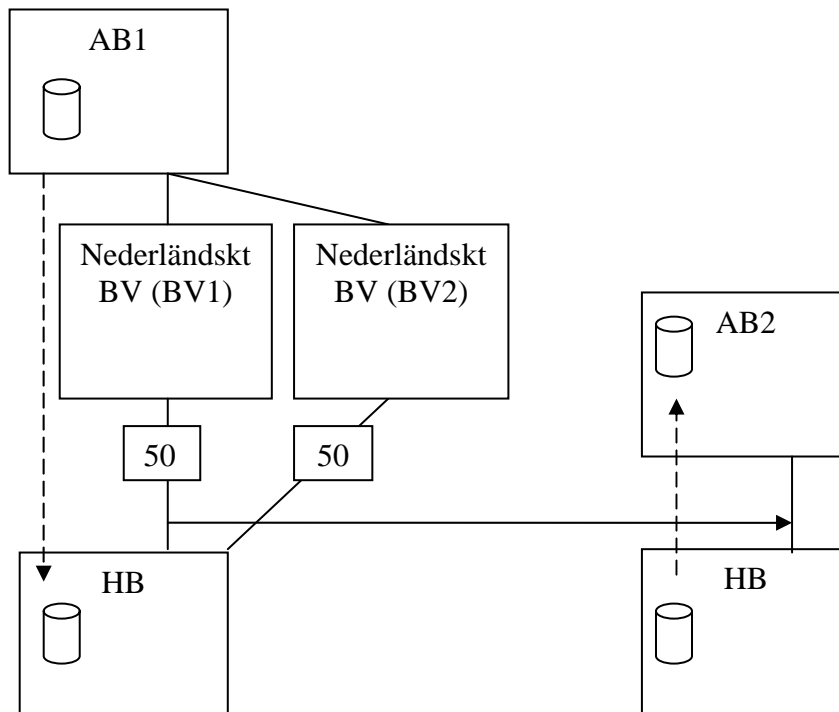 AB1
Nederländskt
BV (BV1)
Nederländskt
BV (BV2)
AB2
50
50
HB
HB